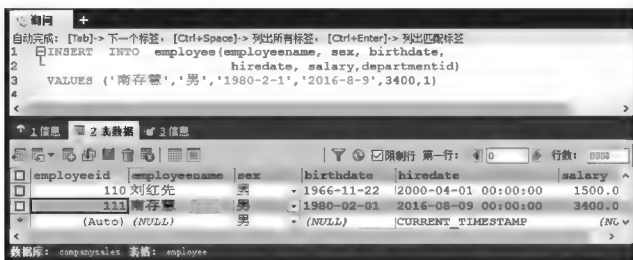 询问
自动完成: [Tab]-> 下一个标签, [Ctrl+Space]-> 列出所有标签, [Ctrl+Enter]-> 列出匹配标签
1 INSERT INTO employee(employeename, sex, birthdate,
2 hiredate, salary,departmentid)
3 VALUES ('南存慧','男','1980-2-1','2016-8-9',3400,1)
4
1 信息 2 表数据 3 信息
限制行 第一行: 0 行数:
employeeid employeename sex birthdate hiredate salary
110 刘红先 男 1966-11-22 2000-04-01 00:00:00 1500.0
111 南存慧 男 1980-02-01 2016-08-09 00:00:00 3400.0
* (Auto) (NULL) 男 (NULL) CURRENT_TIMESTAMP (NU
数据库: companysales 表格: employee